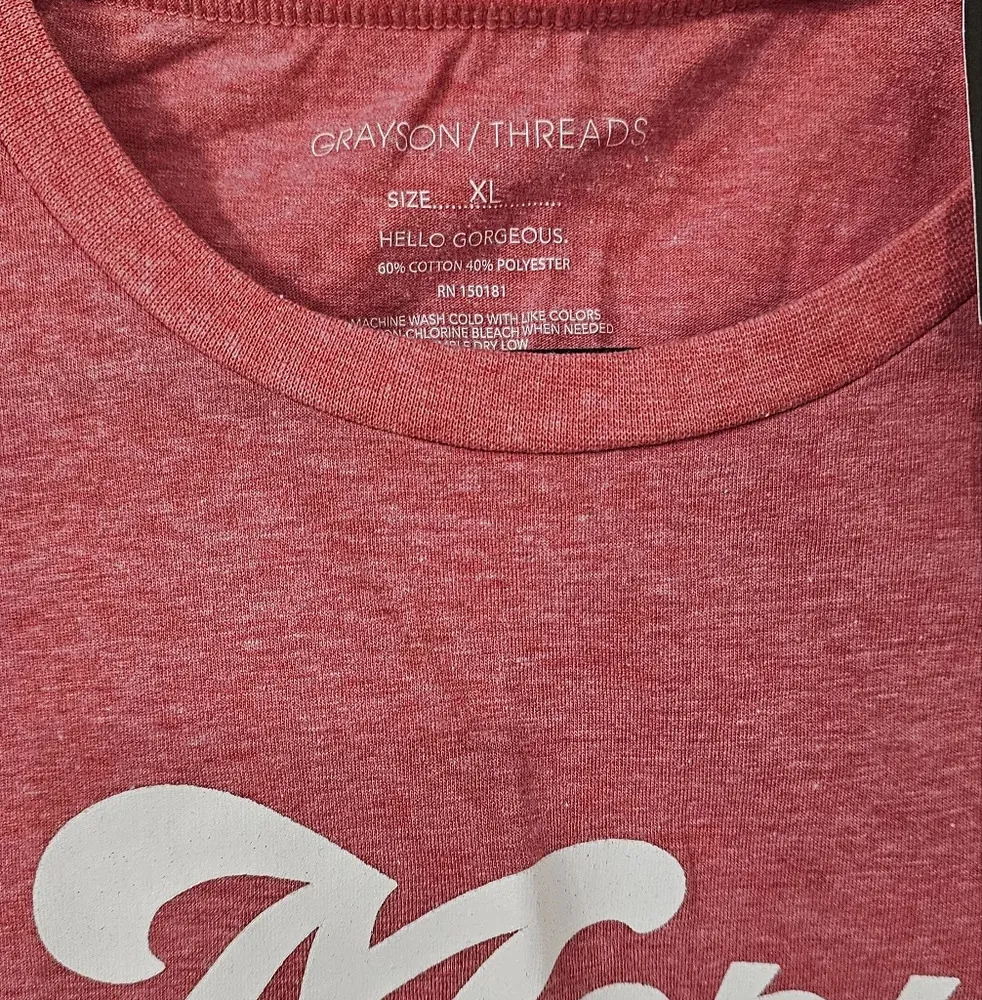 GRAYSON/THREADS
SIZE......XL............
HELLO GORGEOUS.
60% COTTON 40% POLYESTER
RN 150181
MACHINE WASH COLD WITH LIKE COLORS
CHLORINE BLEACH WHEN NEEDED
DRY LOW